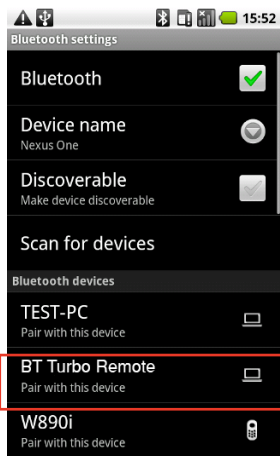 15:52
Bluetooth settings
Bluetooth
Device name
Nexus One
Discoverable
Make device discoverable
Scan for devices
Bluetooth devices
TEST-PC
Pair with this device
BT Turbo Remote
Pair with this device
W890i
Pair with this device